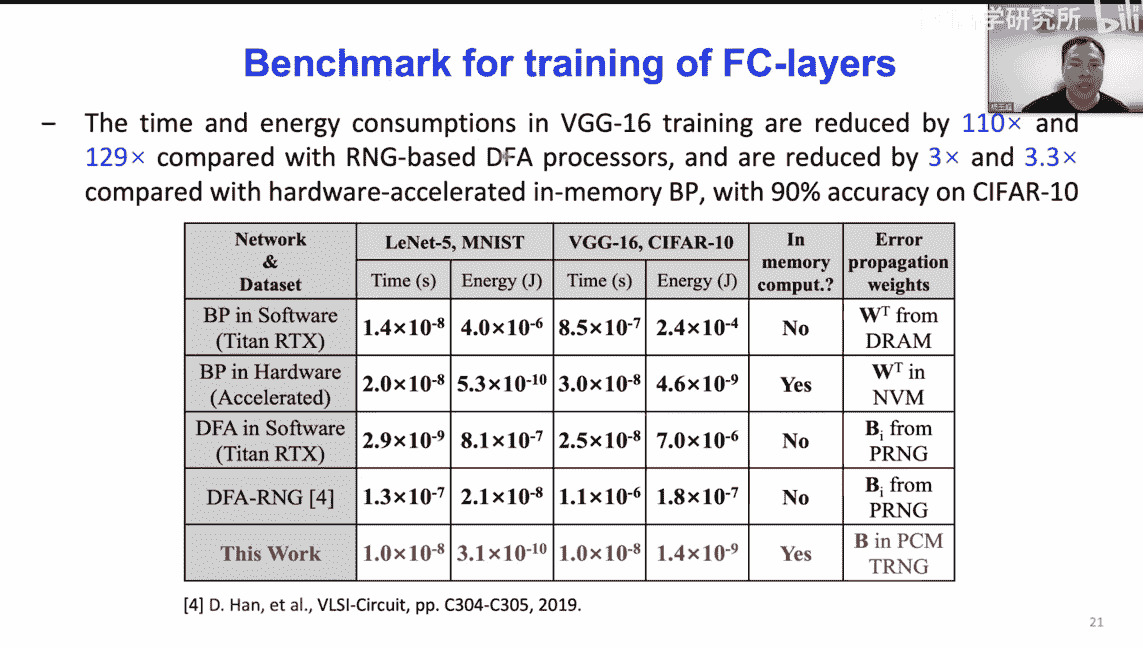 学研究所 bili
Benchmark for training of FC-layers
– The time and energy consumptions in VGG-16 training are reduced by 110× and
129× compared with RNG-based DFA processors, and are reduced by 3× and 3.3×
compared with hardware-accelerated in-memory BP, with 90% accuracy on CIFAR-10
Network & Dataset | LeNet-5, MNIST | VGG-16, CIFAR-10 | In memory comput.? | Error propagation weights
Time (s) | Energy (J) | Time (s) | Energy (J)
BP in Software (Titan RTX) | 1.4×10⁻⁸ | 4.0×10⁻⁶ | 8.5×10⁻⁷ | 2.4×10⁻⁴ | No | Wᵀ from DRAM
BP in Hardware (Accelerated) | 2.0×10⁻⁸ | 5.3×10⁻¹⁰ | 3.0×10⁻⁸ | 4.6×10⁻⁹ | Yes | Wᵀ in NVM
DFA in Software (Titan RTX) | 2.9×10⁻⁹ | 8.1×10⁻⁷ | 2.5×10⁻⁸ | 7.0×10⁻⁶ | No | Bᵢ from PRNG
DFA-RNG [4] | 1.3×10⁻⁷ | 2.1×10⁻⁸ | 1.1×10⁻⁶ | 1.8×10⁻⁷ | No | Bᵢ from PRNG
This Work | 1.0×10⁻⁸ | 3.1×10⁻¹⁰ | 1.0×10⁻⁸ | 1.4×10⁻⁹ | Yes | B in PCM TRNG
[4] D. Han, et al., VLSI-Circuit, pp. C304-C305, 2019.
21